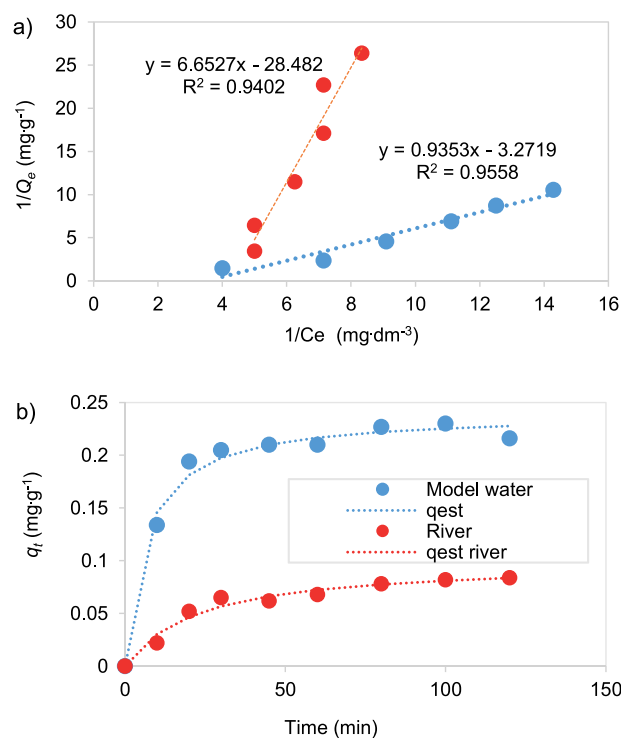 a)
30
25
20
15
10
5
0
1/Qe (mg·g-1)
y = 6.6527x - 28.482
R2 = 0.9402
y = 0.9353x - 3.2719
R2 = 0.9558
0 2 4 6 8 10 12 14 16
1/Ce (mg·dm-3)
b)
0.25
0.2
0.15
0.1
0.05
0
qt (mg·g-1)
Model water
qest
River
qest river
0 50 100 150
Time (min)